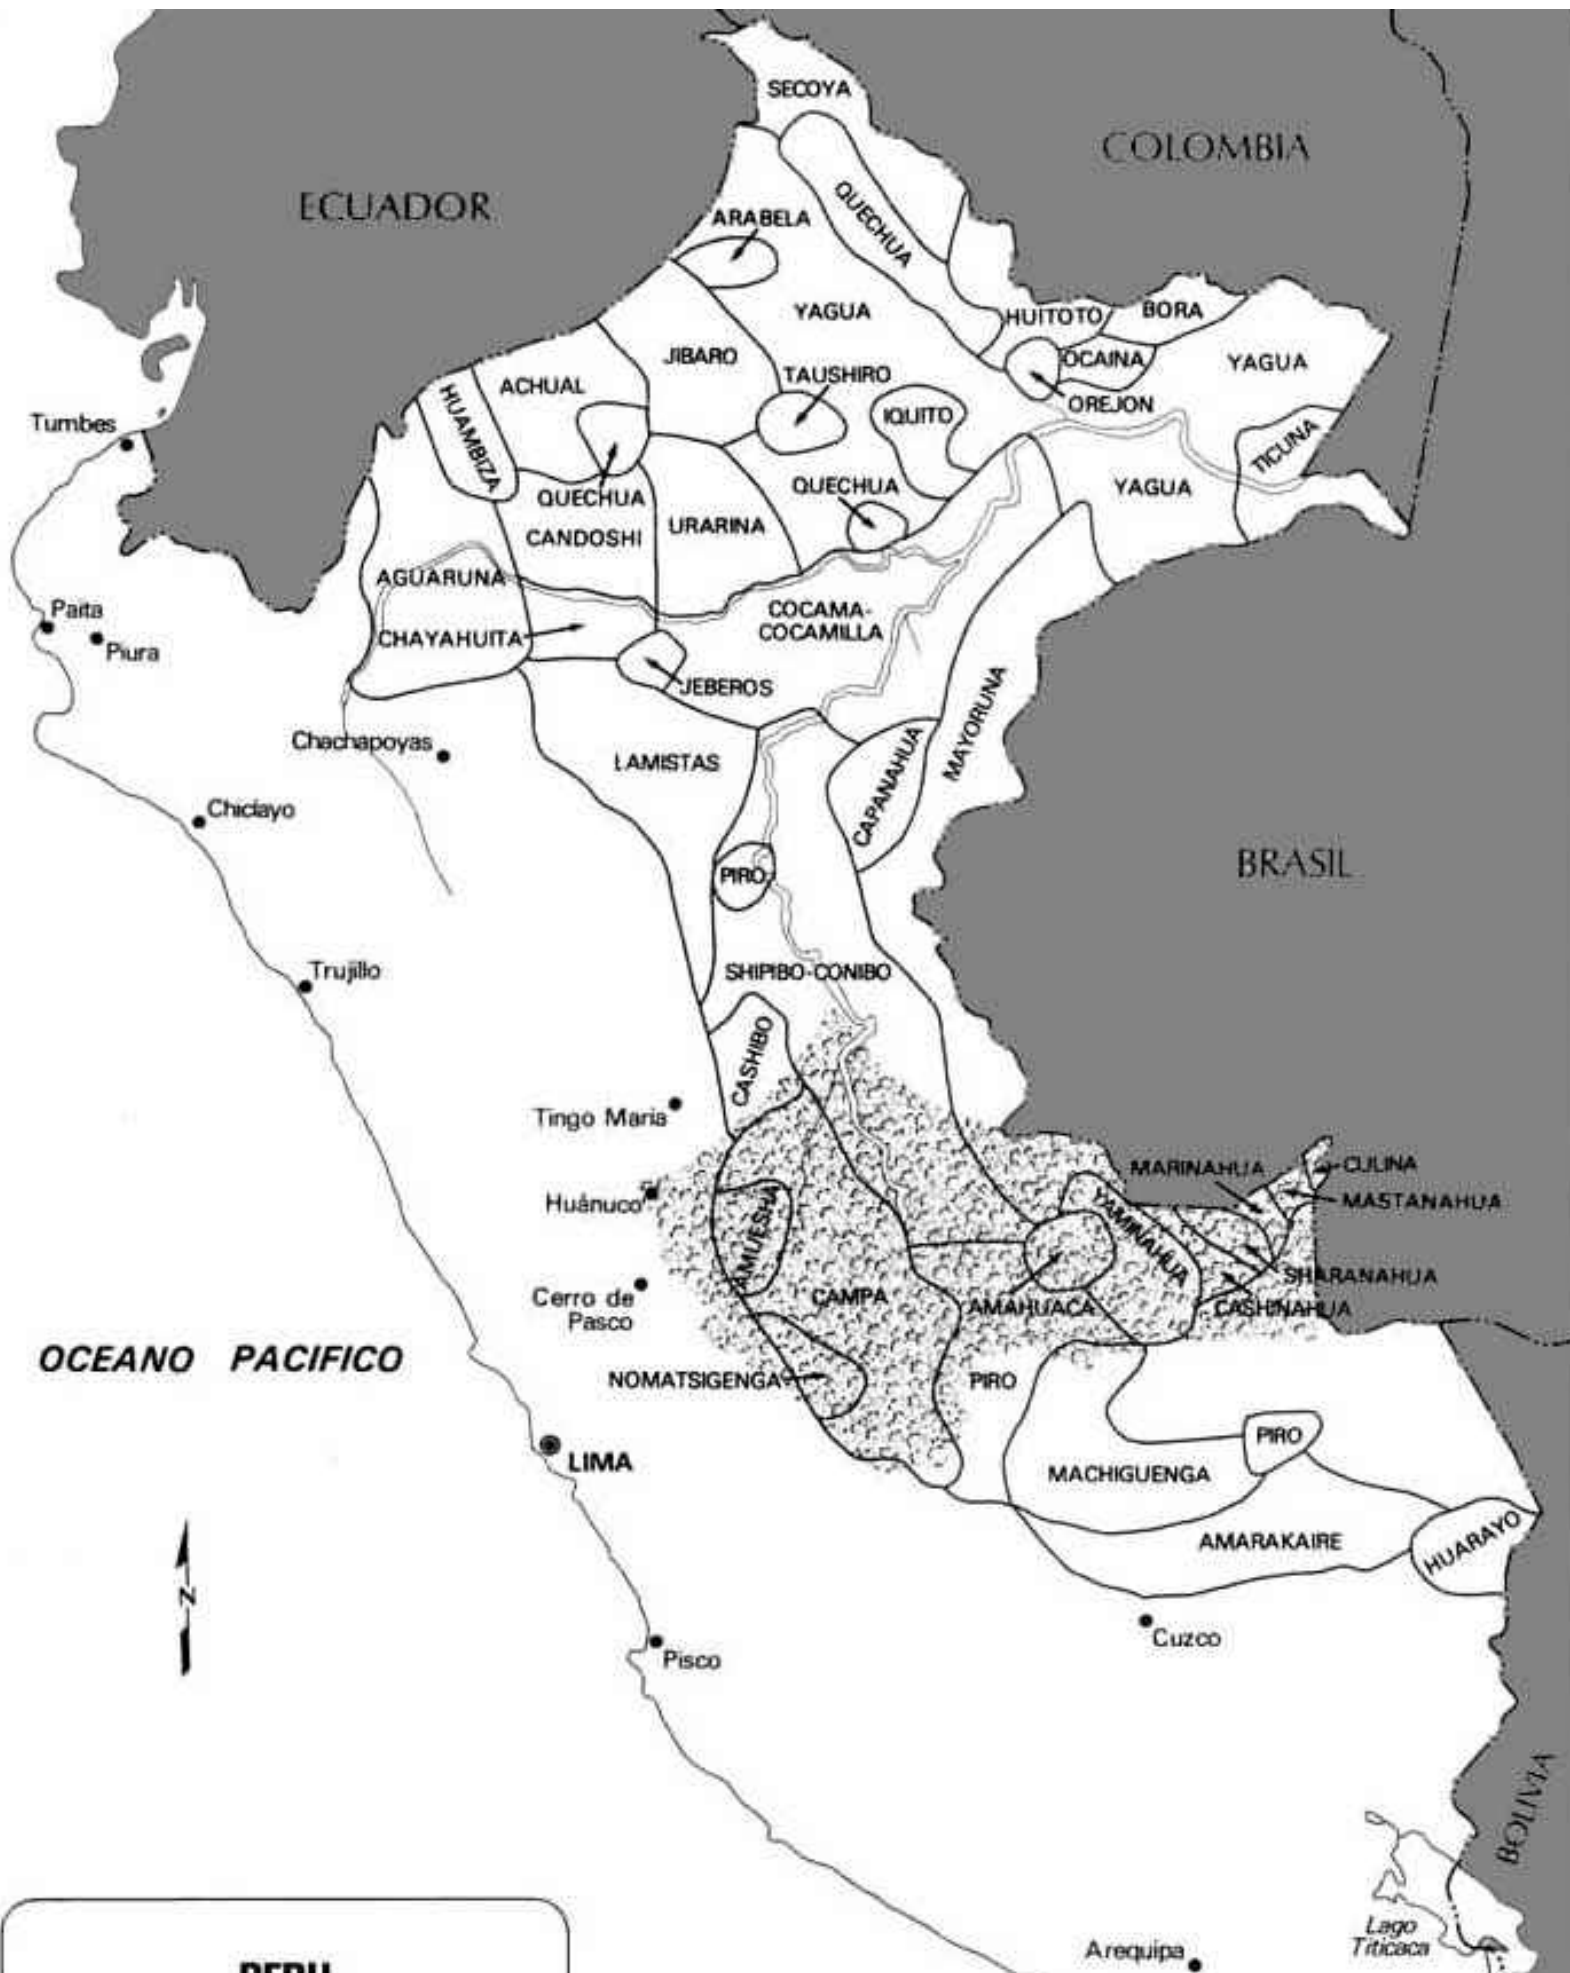 SECOYA
COLOMBIA
ECUADOR
QUECHUA
ARABELA
YAGUA
HUITOTO
BORA
JIBARO
OCAINA
YAGUA
ACHUAL
TAUSHIRO
HUAMBIZA
IQUITO
OREJON
Tumbes
TICUNA
QUECHUA
QUECHUA
YAGUA
CANDOSHI
URARINA
AGUARUNA
Paita
COCAMA-
COCAMILLA
CHAYAHUITA
Piura
JEBEROS
MAYORUNA
Chachapoyas
LAMISTAS
CAPANAHUA
Chiclayo
BRASIL
PIRO
Trujillo
SHIPIBO-CONIBO
CASHIBO
Tingo Maria
MARINAHUA
CULINA
MASTANAHUA
Huánuco
AMUESHA
YAMINAHUA
SHARANAHUA
Cerro de
Pasco
CAMPA
AMAHUACA
CASHINAHUA
OCEANO PACIFICO
NOMATSIGENGA
PIRO
PIRO
LIMA
MACHIGUENGA
AMARAKAIRE
HUARAYO
N
Cuzco
Pisco
BOLIVIA
Lago
Titicaca
Arequipa
PERU